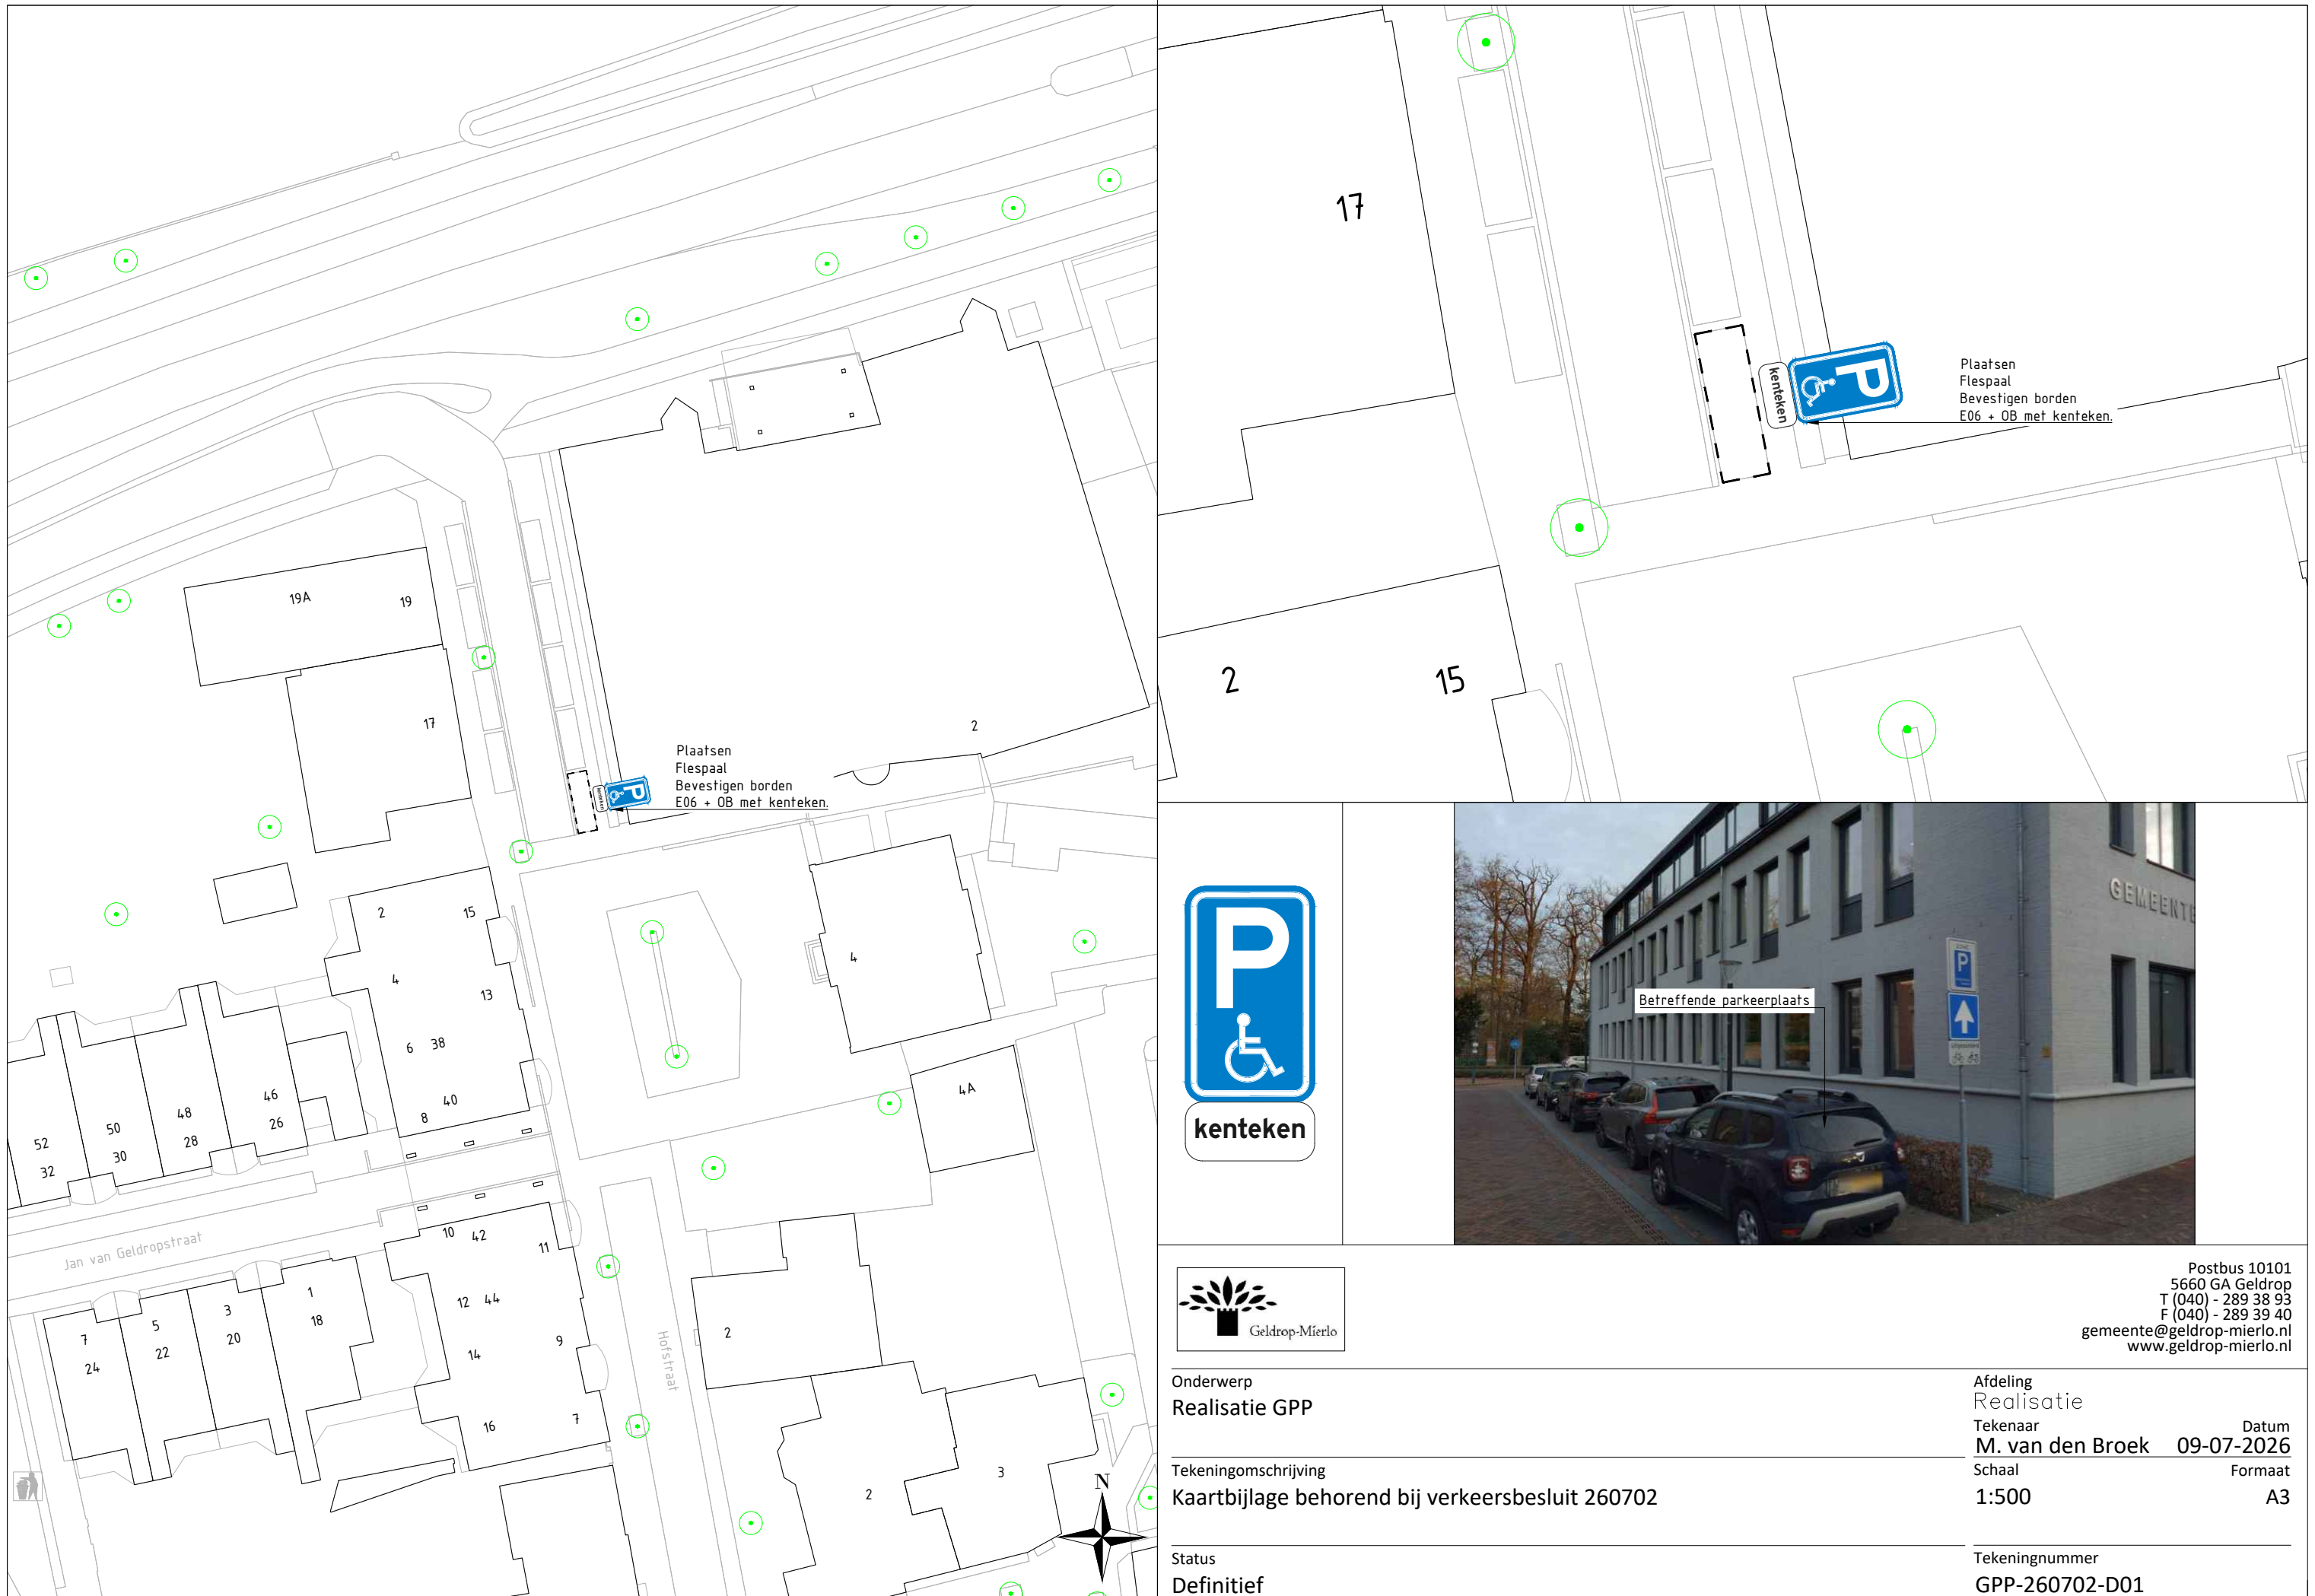 19A
19
17
2
Plaatsen
Flespaal
Bevestigen borden
E06 + OB met kenteken.
kenteken
P
2
15
4
13
6 38
40
8
4
4A
46
26
48
28
50
30
52
32
Jan van Geldropstraat
10 42
11
12 44
9
14
16
7
1
18
3
20
5
22
7
24
Hofstraat
2
2
3
N
17
kenteken
P
Plaatsen
Flespaal
Bevestigen borden
E06 + OB met kenteken.
2
15
P
kenteken
Betreffende parkeerplaats
GEMEENTE
P
Geldrop-Mierlo
Postbus 10101
5660 GA Geldrop
T (040) - 289 38 93
F (040) - 289 39 40
gemeente@geldrop-mierlo.nl
www.geldrop-mierlo.nl
Onderwerp
Realisatie GPP
Afdeling
Realisatie
Tekenaar
M. van den Broek
Datum
09-07-2026
Tekeningomschrijving
Kaartbijlage behorend bij verkeersbesluit 260702
Schaal
1:500
Formaat
A3
Status
Definitief
Tekeningnummer
GPP-260702-D01